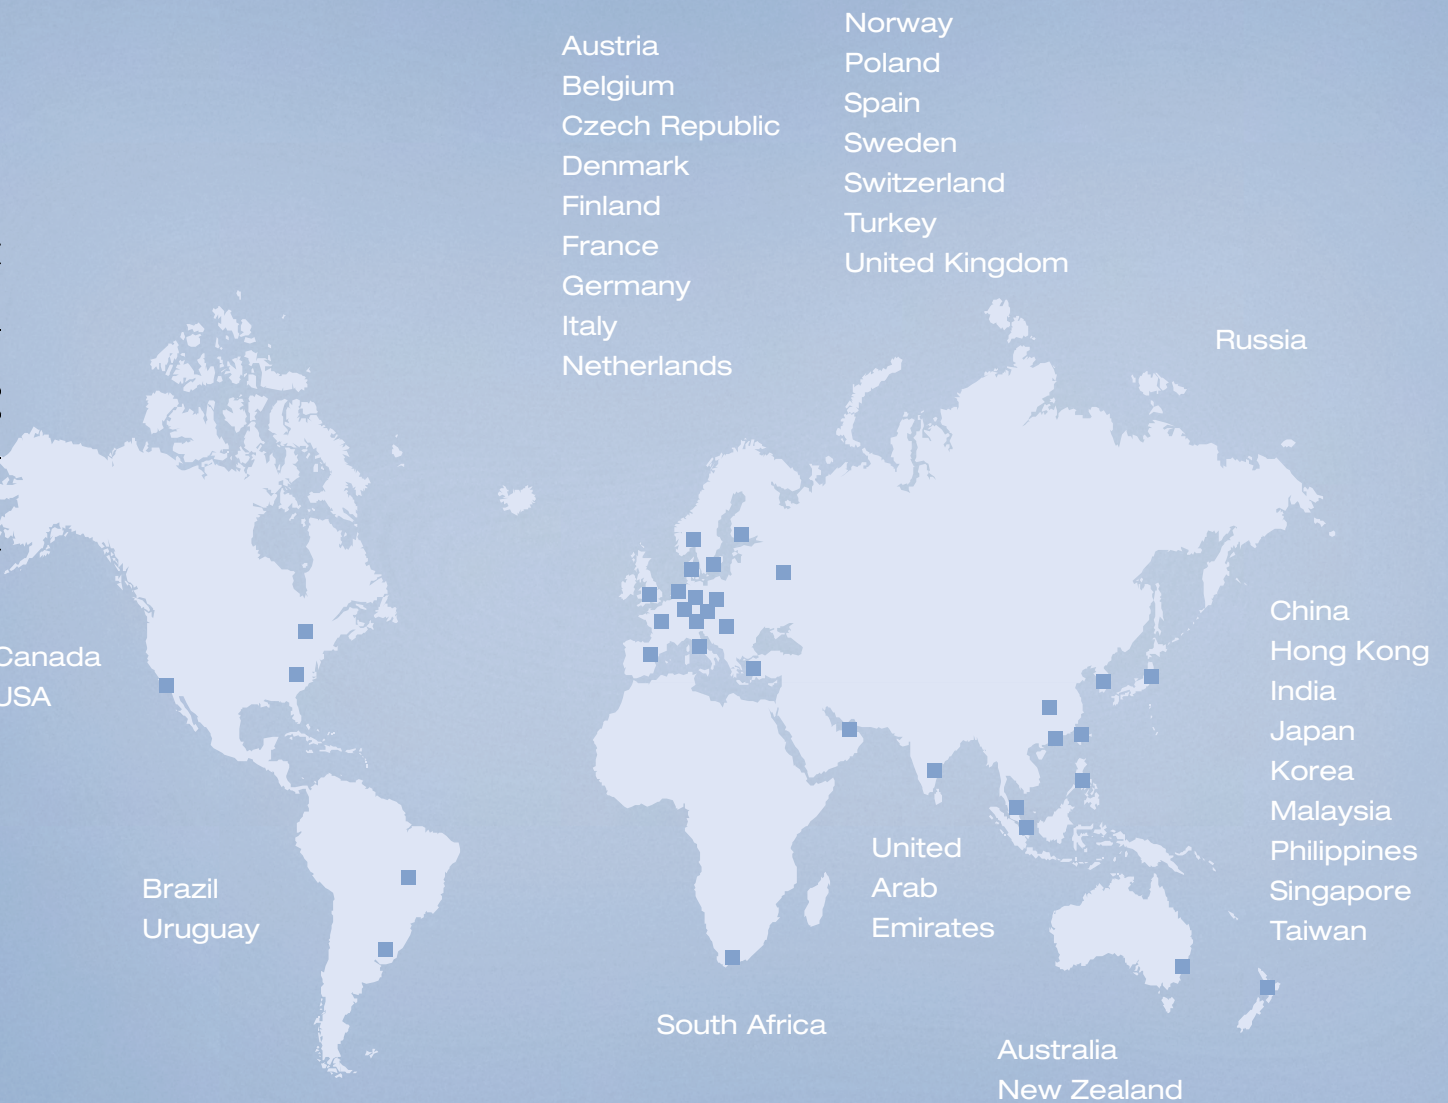 Austria
Belgium
Czech Republic
Denmark
Finland
France
Germany
Italy
Netherlands
Norway
Poland
Spain
Sweden
Switzerland
Turkey
United Kingdom
Russia
Canada
USA
China
Hong Kong
India
Japan
Korea
Malaysia
Philippines
Singapore
Taiwan
Brazil
Uruguay
United
Arab
Emirates
South Africa
Australia
New Zealand